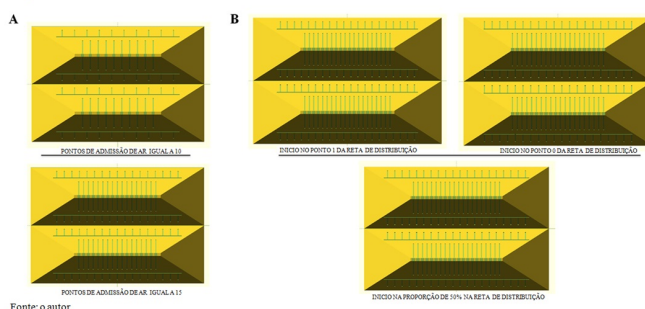 A
B
PONTOS DE ADMISSÃO DE AR IGUAL A 10
INICIO NO PONTO 1 DA RETA DE DISTRIBUIÇÃO
INICIO NO PONTO 0 DA RETA DE DISTRIBUIÇÃO
PONTOS DE ADMISSÃO DE AR IGUAL A 15
INICIO NA PROPORÇÃO DE 50% NA RETA DE DISTRIBUIÇÃO
Fonte: o autor